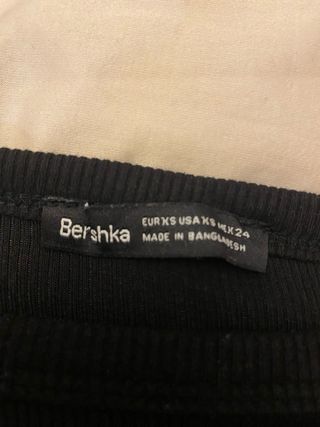 Bershka
EUR XS USA XS MEX 24
MADE IN BANGLADESH